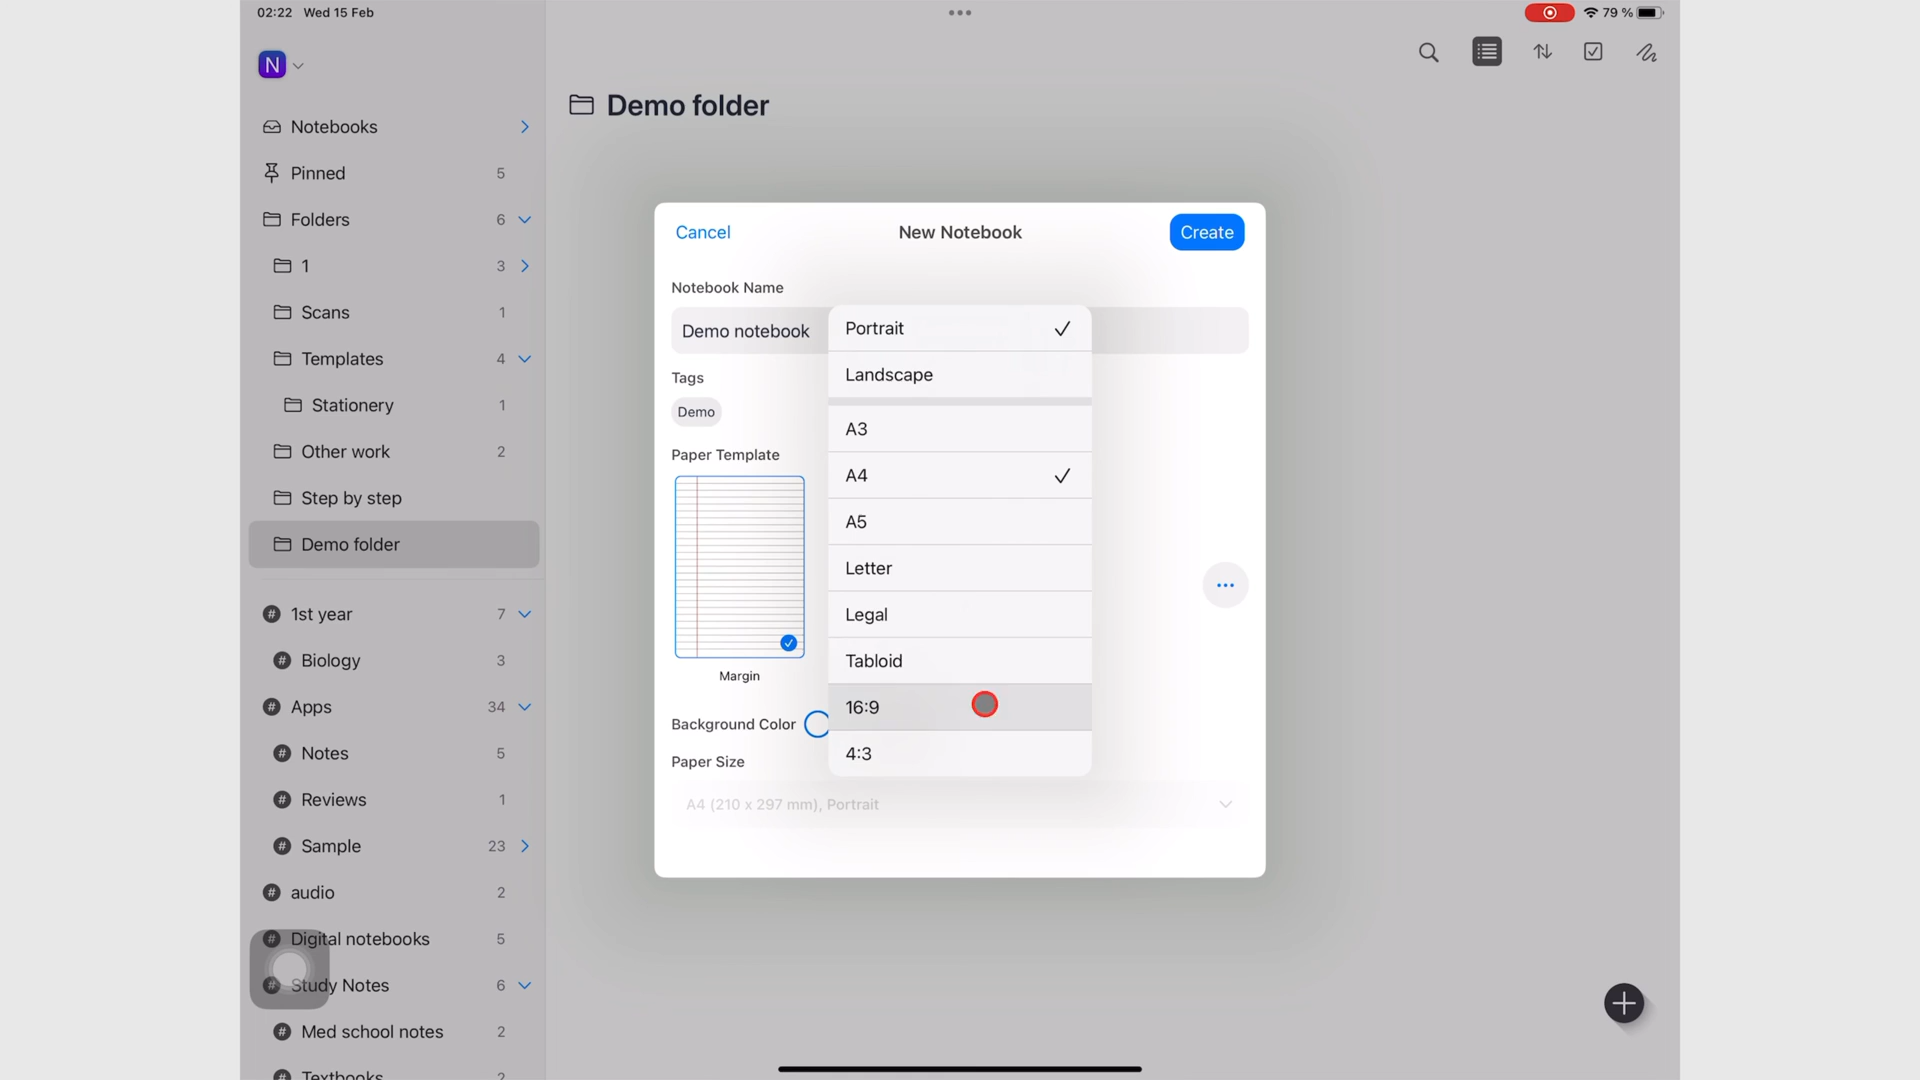 02:22 Wed 15 Feb
79 %
N
Notebooks
Pinned 5
Folders 6
1 3
Scans 1
Templates 4
Stationery 1
Other work 2
Step by step
Demo folder
# 1st year 7
# Biology 3
# Apps 34
# Notes 5
# Reviews 1
# Sample 23
# audio 2
# Digital notebooks 5
# Study Notes 6
# Med school notes 2
# Textbooks 2
Demo folder
Cancel New Notebook Create
Notebook Name
Demo notebook
Tags
Demo
Paper Template
Margin
Background Color
Paper Size
A4 (210 x 297 mm), Portrait
Portrait
Landscape
A3
A4
A5
Letter
Legal
Tabloid
16:9
4:3